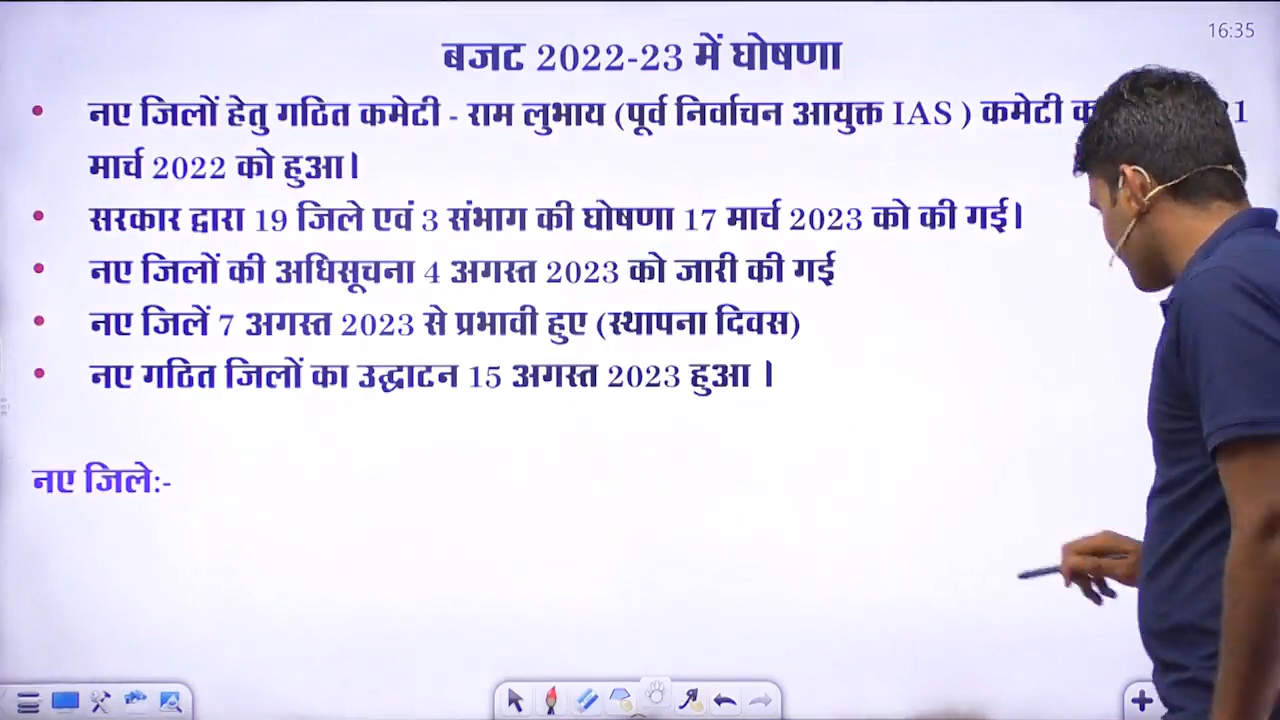 16:35
बजट 2022-23 में घोषणा
• नए जिलों हेतु गठित कमेटी - राम लुभाय (पूर्व निर्वाचन आयुक्त IAS ) कमेटी
मार्च 2022 को हुआ।
• सरकार द्वारा 19 जिले एवं 3 संभाग की घोषणा 17 मार्च 2023 को की गई।
• नए जिलों की अधिसूचना 4 अगस्त 2023 को जारी की गई
• नए जिलें 7 अगस्त 2023 से प्रभावी हुए (स्थापना दिवस)
• नए गठित जिलों का उद्घाटन 15 अगस्त 2023 हुआ ।
नए जिले:-